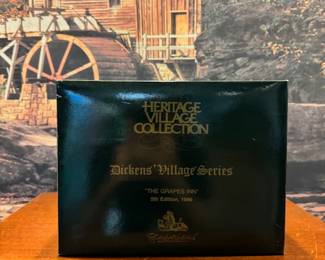 HERITAGE
VILLAGE
COLLECTION
Dickens' Village Series
"THE GRAPES INN"
5th Edition, 1996